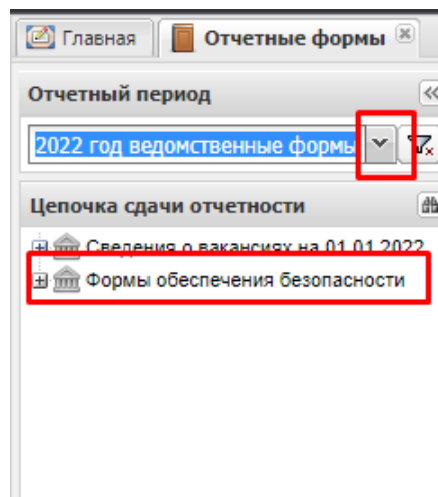 Главная Отчетные формы
Отчетный период
2022 год ведомственные формы
Цепочка сдачи отчетности
Сведения о вакансиях на 01.01.2022
Формы обеспечения безопасности